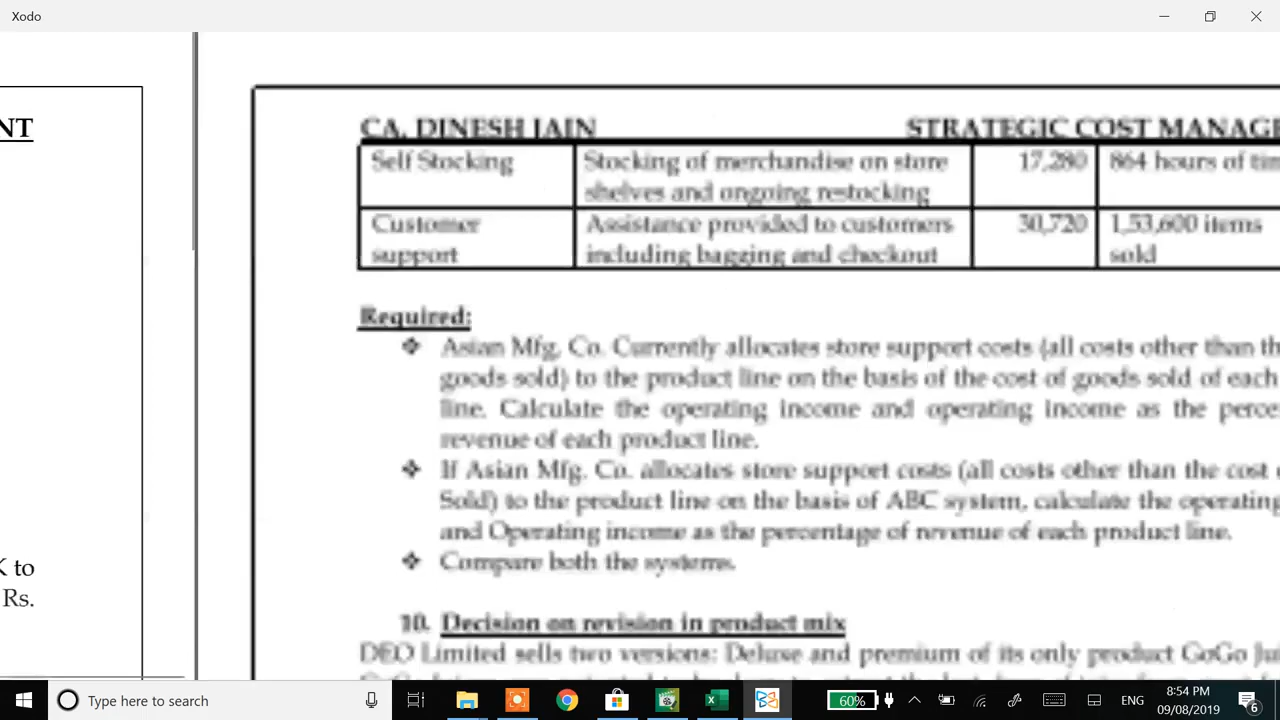 Xodo
NT
K to
Rs.
CA. DINESH JAIN STRATEGIC COST MANAG
Self Stocking Stocking of merchandise on store shelves and ongoing restocking 17,280 864 hours of
Customer support Assistance provided to customers including bagging and checkout 30,720 1,53,600 items sold
Required:
❖ Asian Mfg. Co. Currently allocates store support costs (all costs other than
goods sold) to the product line on the basis of the cost of goods sold of each
line. Calculate the operating income and operating income as the
revenue of each product line.
❖ If Asian Mfg. Co. allocates store support costs (all costs other than the cost
Sold) to the product line on the basis of ABC system, calculate the operating
and Operating income as the percentage of revenue of each product line.
❖ Compare both the systems.
10. Decision on revision in product mix
DEO Limited sells two versions: Deluxe and premium of its only product GoGo
Type here to search
60%
ENG
8:54 PM
09/08/2019
6